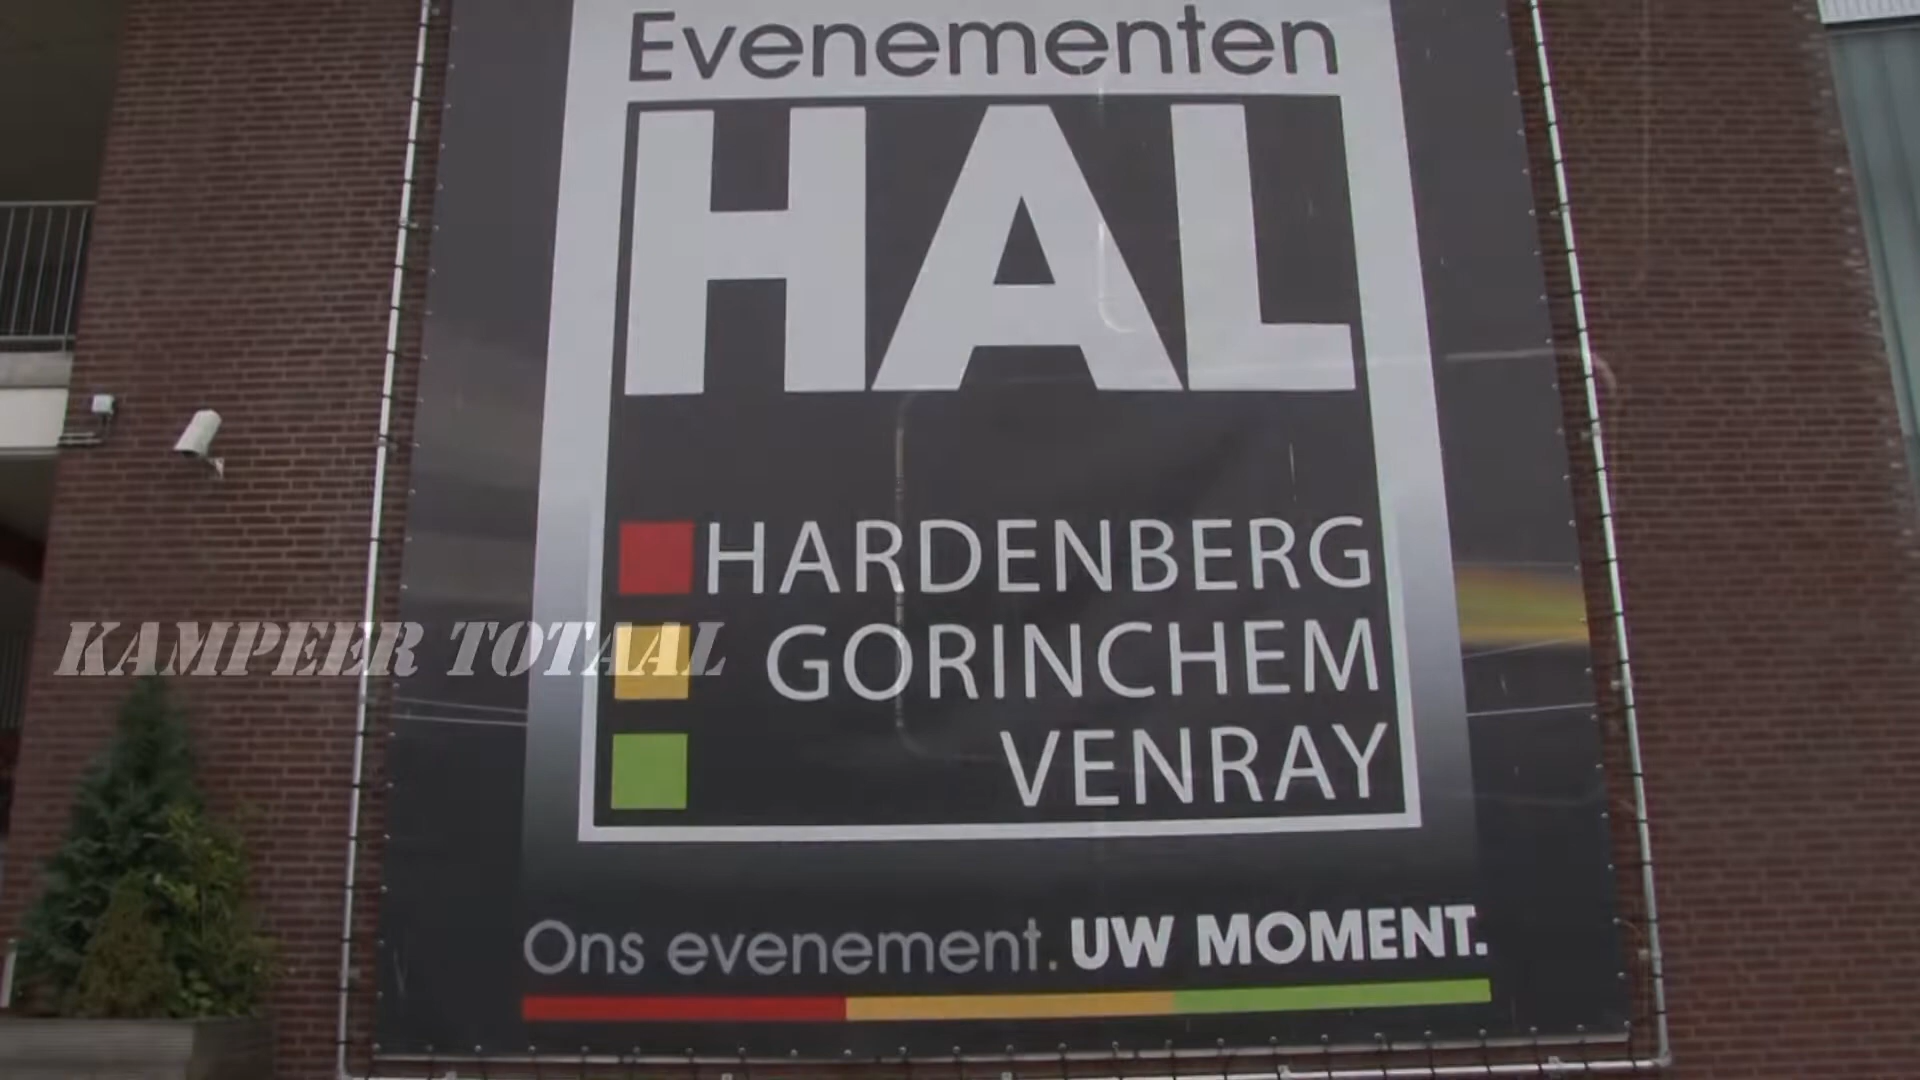 Evenementen
HAL
HARDENBERG
GORINCHEM
VENRAY
KAMPEER TOTAAL
Ons evenement. UW MOMENT.